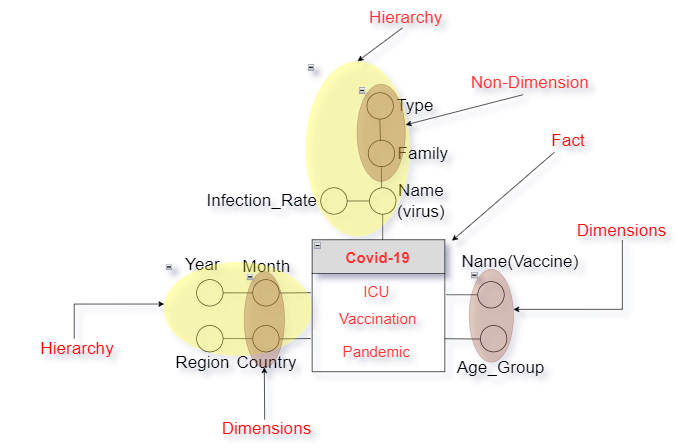 Hierarchy
Non-Dimension
Type
Fact
Family
Name
(virus)
Infection_Rate
Dimensions
Covid-19
Name(Vaccine)
Year
Month
ICU
Vaccination
Hierarchy
Pandemic
Region
Country
Age_Group
Dimensions